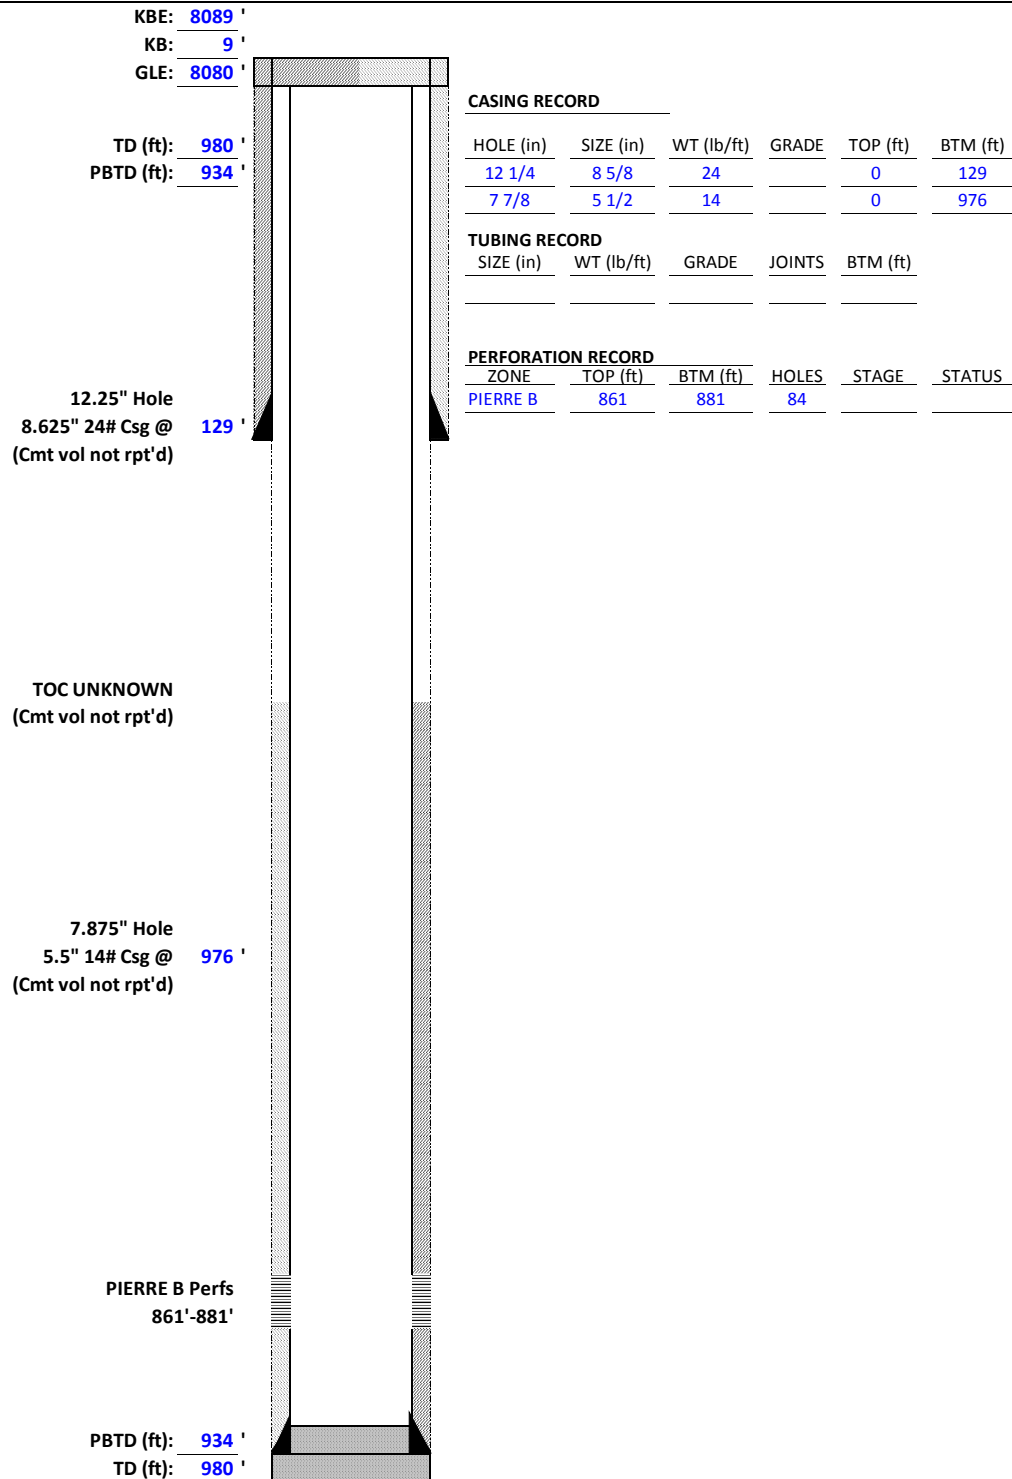 KBE: 8089 '
KB: 9 '
GLE: 8080 '
TD (ft): 980 '
PBTD (ft): 934 '
CASING RECORD
HOLE (in) SIZE (in) WT (lb/ft) GRADE TOP (ft) BTM (ft)
12 1/4 8 5/8 24 0 129
7 7/8 5 1/2 14 0 976
TUBING RECORD
SIZE (in) WT (lb/ft) GRADE JOINTS BTM (ft)
PERFORATION RECORD
ZONE TOP (ft) BTM (ft) HOLES STAGE STATUS
PIERRE B 861 881 84
12.25" Hole
8.625" 24# Csg @ 129 '
(Cmt vol not rpt'd)
TOC UNKNOWN
(Cmt vol not rpt'd)
7.875" Hole
5.5" 14# Csg @ 976 '
(Cmt vol not rpt'd)
PIERRE B Perfs
861'-881'
PBTD (ft): 934 '
TD (ft): 980 '